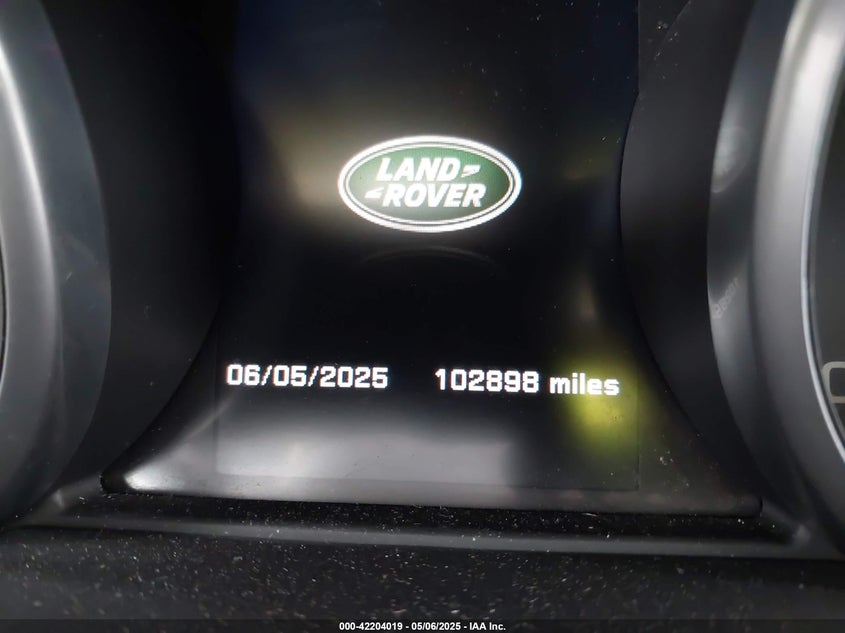 LAND
ROVER
06/05/2025 102898 miles
000-42204019 - 05/06/2025 - IAA Inc.